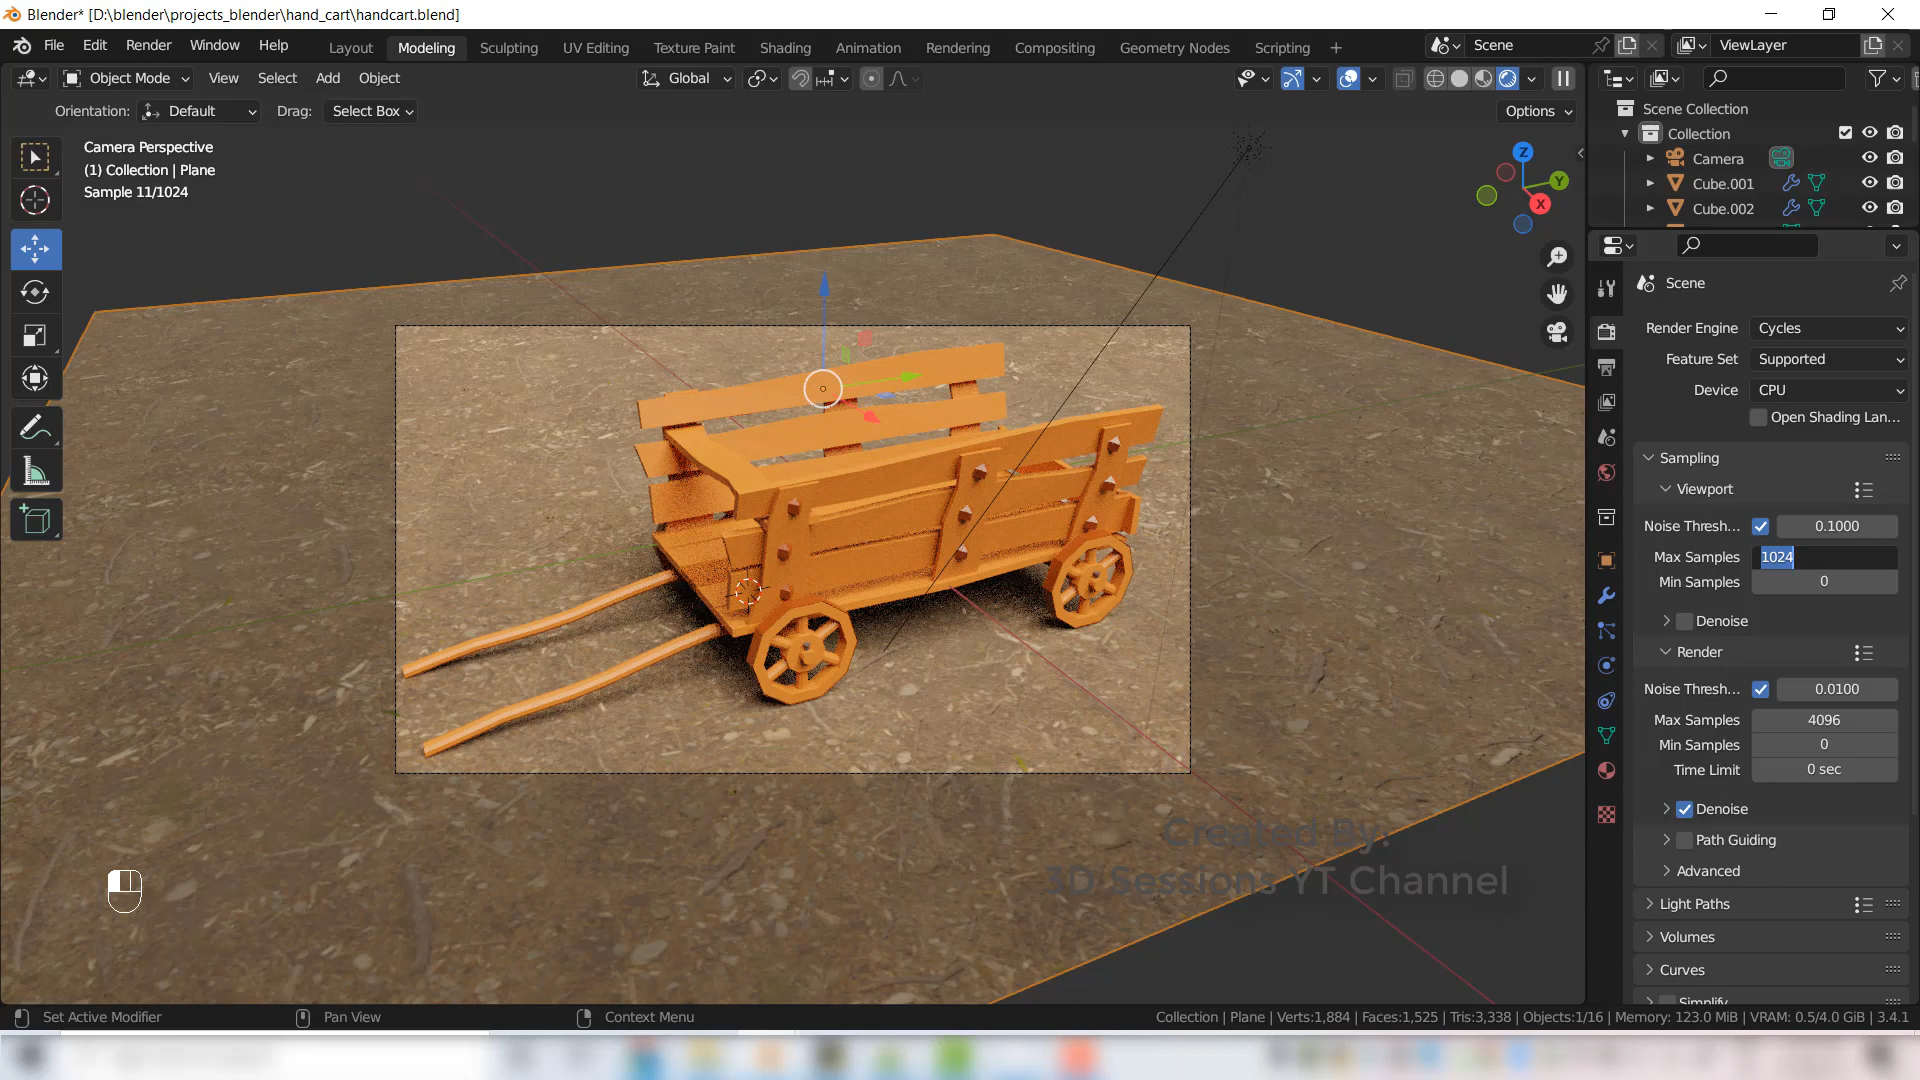 Blender* [D:\blender\projects_blender\hand_cart\handcart.blend]
File Edit Render Window Help Layout Modeling Sculpting UV Editing Texture Paint Shading Animation Rendering Compositing Geometry Nodes Scripting + Scene ViewLayer
Object Mode View Select Add Object Global
Orientation: Default Drag: Select Box Options
Camera Perspective
(1) Collection | Plane
Sample 11/1024
Z
Y
X
Scene Collection
Collection
Camera
Cube.001
Cube.002
Scene
Render Engine Cycles
Feature Set Supported
Device CPU
Open Shading Lan...
Sampling
Viewport
Noise Thresh... 0.1000
Max Samples 1024
Min Samples 0
Denoise
Render
Noise Thresh... 0.0100
Max Samples 4096
Min Samples 0
Time Limit 0 sec
Denoise
Path Guiding
Advanced
Light Paths
Volumes
Curves
Simplify
Created By:
3D Sessions YT Channel
Set Active Modifier Pan View Context Menu Collection | Plane | Verts:1,884 | Faces:1,525 | Tris:3,338 | Objects:1/16 | Memory: 123.0 MiB | VRAM: 0.5/4.0 GiB | 3.4.1